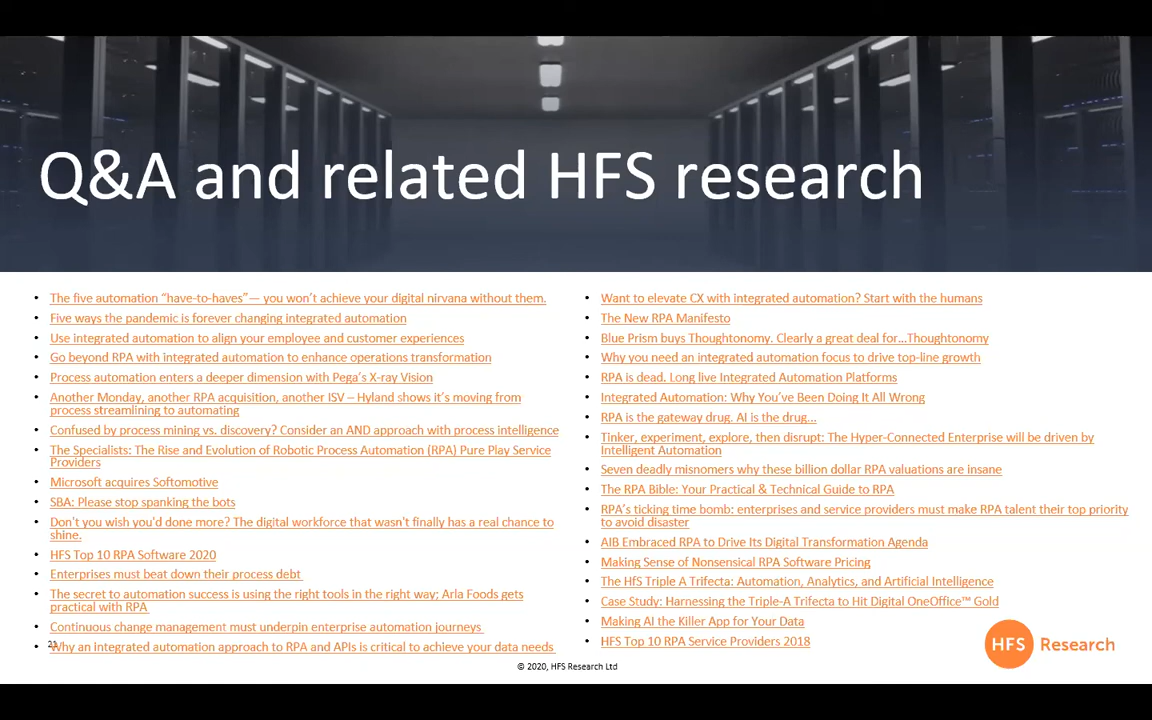 Q&A and related HFS research
The five automation “have-to-haves”— you won’t achieve your digital nirvana without them.
Five ways the pandemic is forever changing integrated automation
Use integrated automation to align your employee and customer experiences
Go beyond RPA with integrated automation to enhance operations transformation
Process automation enters a deeper dimension with Pega’s X-ray Vision
Another Monday, another RPA acquisition, another ISV – Hyland shows it’s moving from
process streamlining to automating
Confused by process mining vs. discovery? Consider an AND approach with process intelligence
The Specialists: The Rise and Evolution of Robotic Process Automation (RPA) Pure Play Service
Providers
Microsoft acquires Softomotive
SBA: Please stop spanking the bots
Don't you wish you'd done more? The digital workforce that wasn't finally has a real chance to
shine.
HFS Top 10 RPA Software 2020
Enterprises must beat down their process debt
The secret to automation success is using the right tools in the right way; Arla Foods gets
practical with RPA
Continuous change management must underpin enterprise automation journeys
Why an integrated automation approach to RPA and APIs is critical to achieve your data needs
Want to elevate CX with integrated automation? Start with the humans
The New RPA Manifesto
Blue Prism buys Thoughtonomy. Clearly a great deal for…Thoughtonomy
Why you need an integrated automation focus to drive top-line growth
RPA is dead. Long live Integrated Automation Platforms
Integrated Automation: Why You’ve Been Doing It All Wrong
RPA is the gateway drug. AI is the drug…
Tinker, experiment, explore, then disrupt: The Hyper-Connected Enterprise will be driven by
Intelligent Automation
Seven deadly misnomers why these billion dollar RPA valuations are insane
The RPA Bible: Your Practical & Technical Guide to RPA
RPA’s ticking time bomb: enterprises and service providers must make RPA talent their top priority
to avoid disaster
AIB Embraced RPA to Drive Its Digital Transformation Agenda
Making Sense of Nonsensical RPA Software Pricing
The HfS Triple A Trifecta: Automation, Analytics, and Artificial Intelligence
Case Study: Harnessing the Triple-A Trifecta to Hit Digital OneOffice™ Gold
Making AI the Killer App for Your Data
HFS Top 10 RPA Service Providers 2018
HFS Research
© 2020, HFS Research Ltd